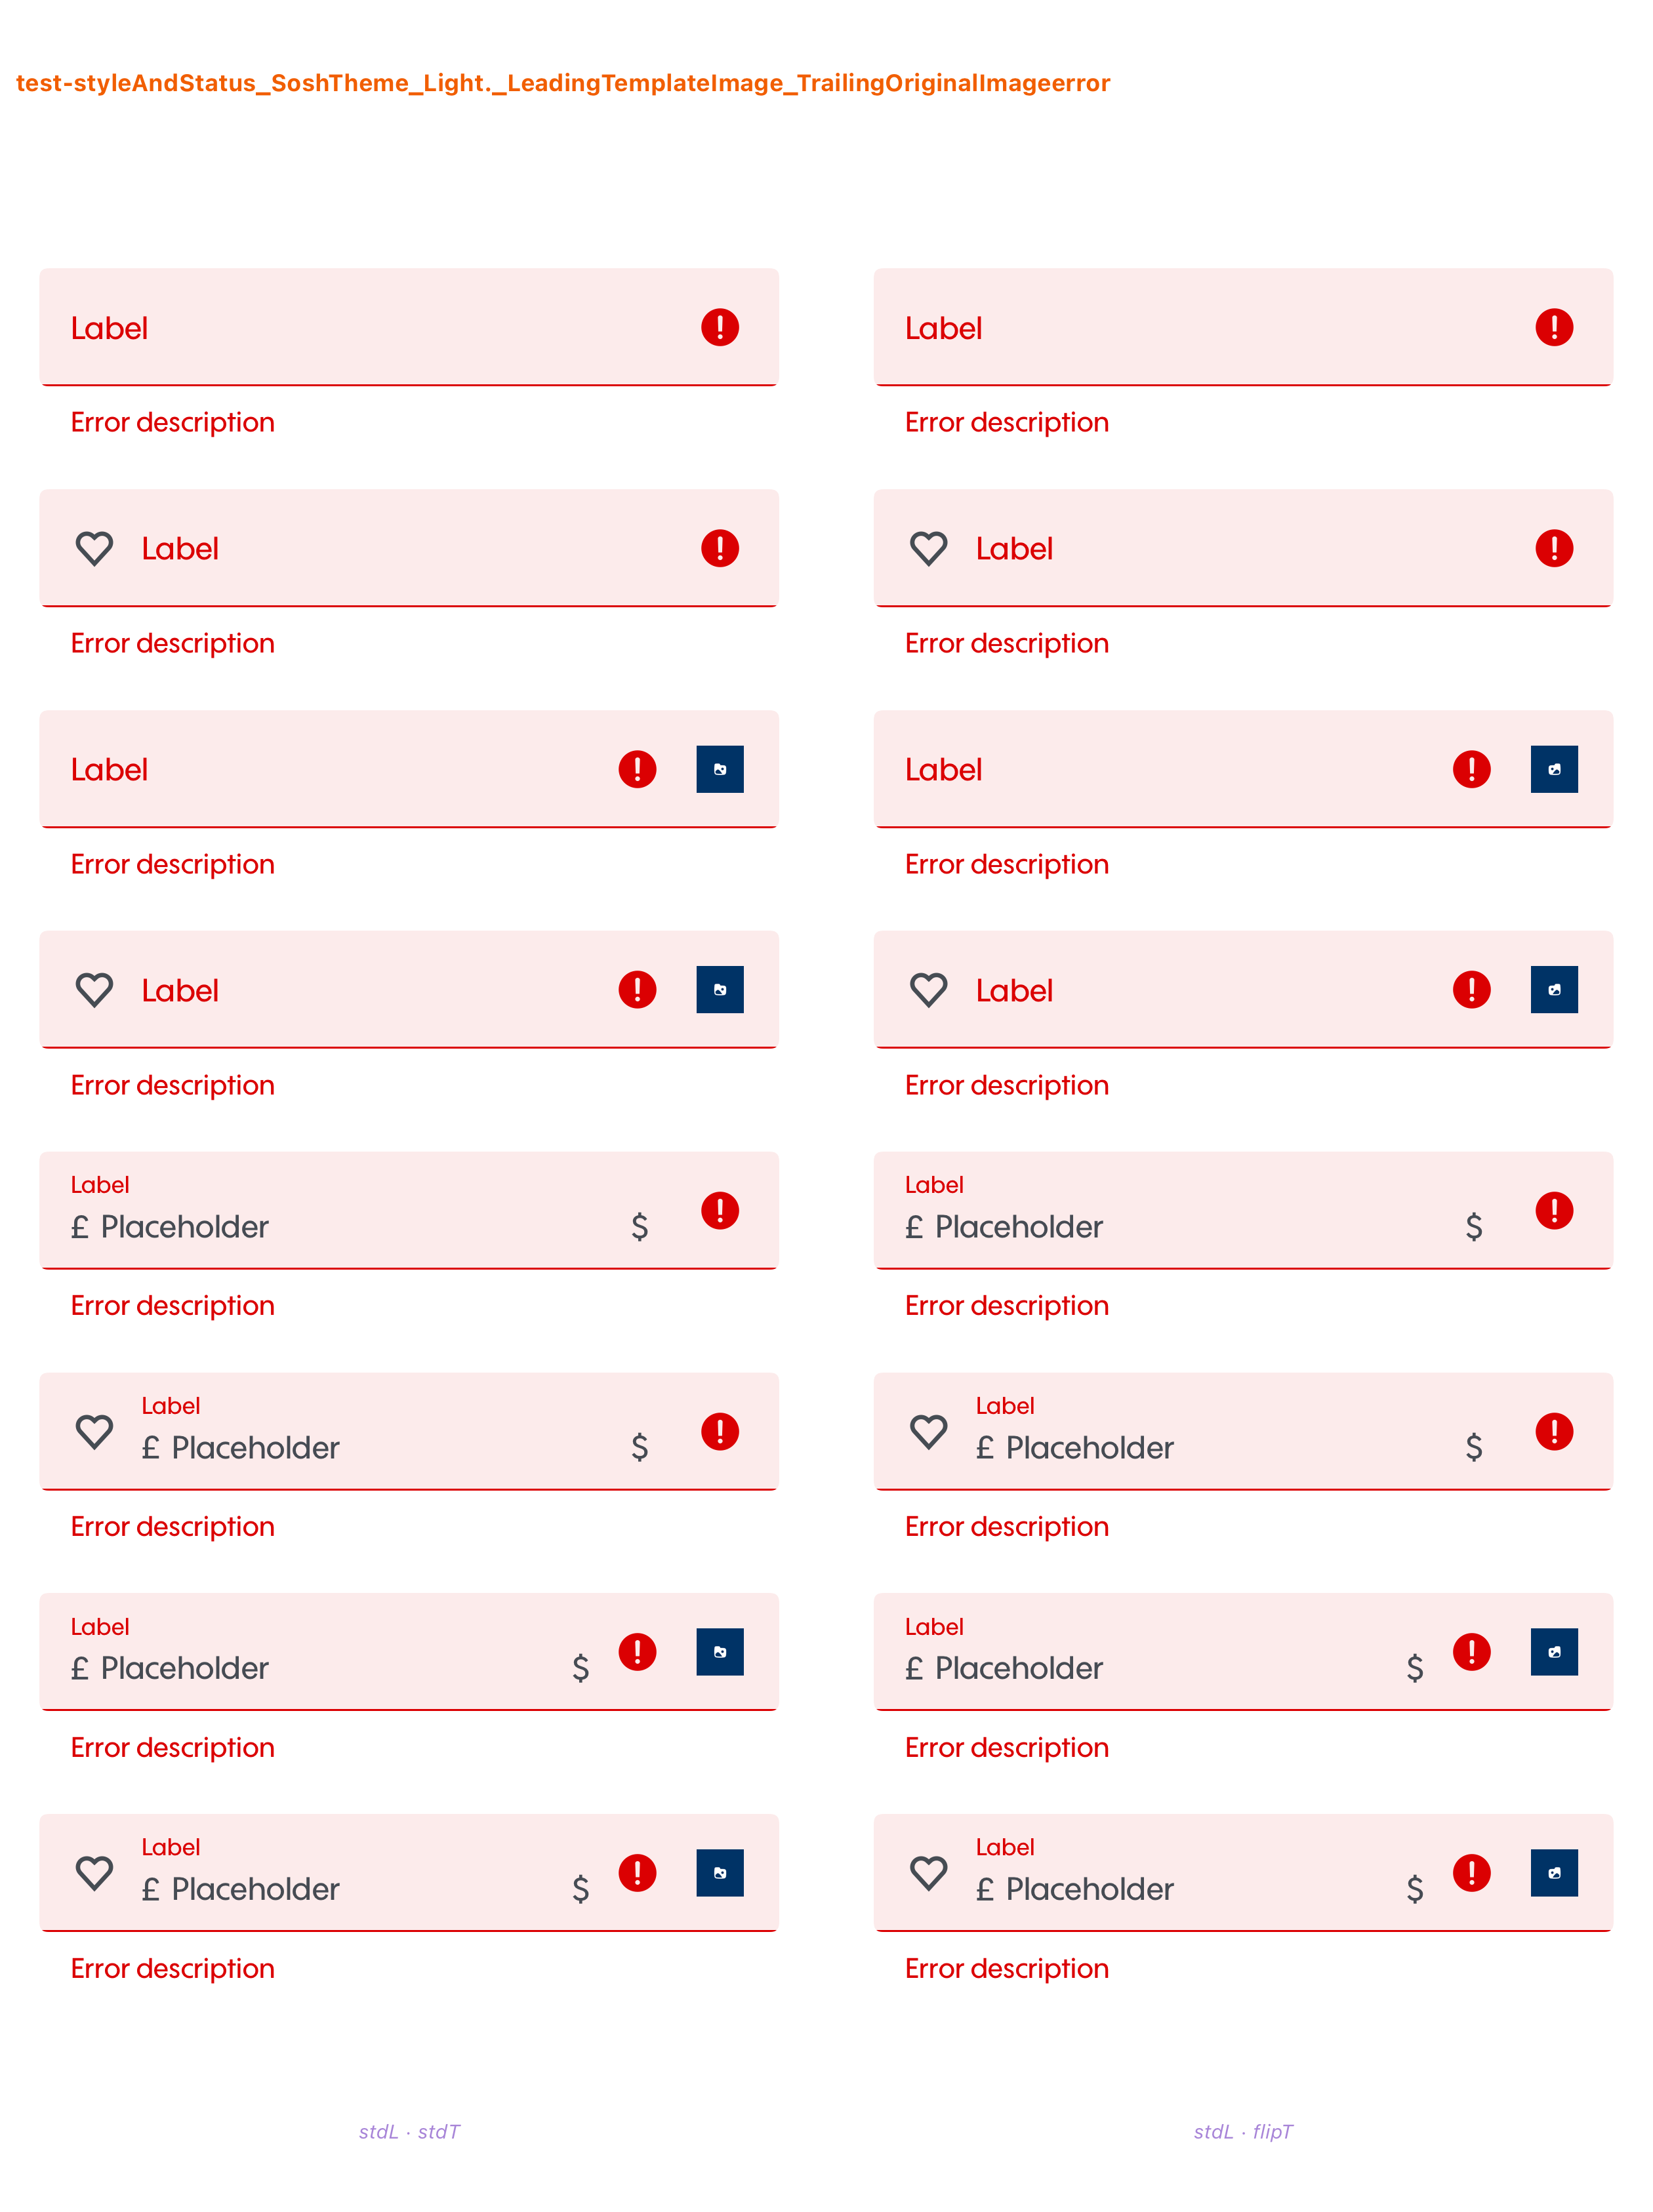 test-styleAndStatus_SoshTheme_Light._LeadingTemplateImage_TrailingOriginalImageerror
Label
Error description
Label
Error description
Label
Error description
Label
Error description
Label
£ Placeholder $
Error description
Label
£ Placeholder $
Error description
Label
£ Placeholder $
Error description
Label
£ Placeholder $
Error description
stdL · stdT
Label
Error description
Label
Error description
Label
Error description
Label
Error description
Label
£ Placeholder $
Error description
Label
£ Placeholder $
Error description
Label
£ Placeholder $
Error description
Label
£ Placeholder $
Error description
stdL · flipT